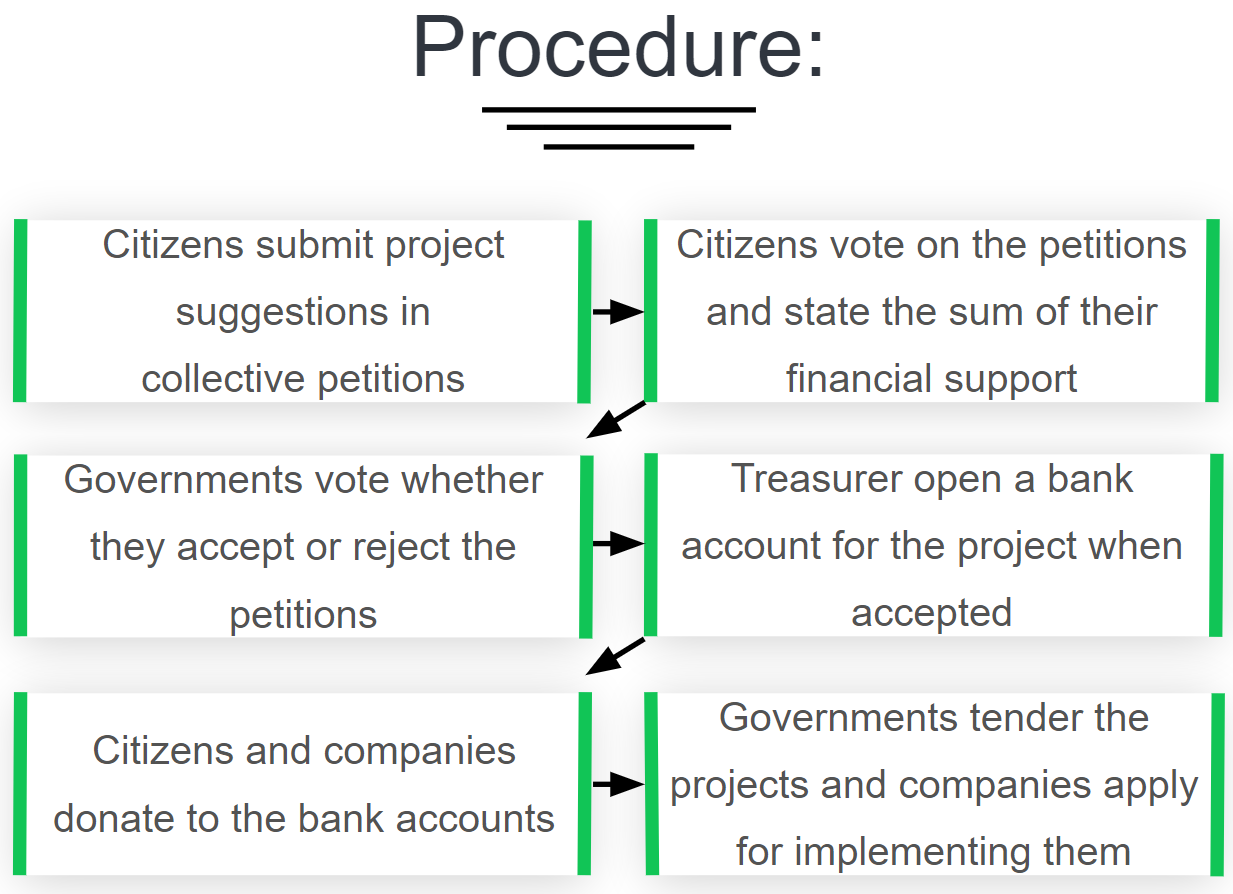 Procedure:
Citizens submit project
suggestions in
collective petitions
Citizens vote on the petitions
and state the sum of their
financial support
Governments vote whether
they accept or reject the
petitions
Treasurer open a bank
account for the project when
accepted
Citizens and companies
donate to the bank accounts
Governments tender the
projects and companies apply
for implementing them